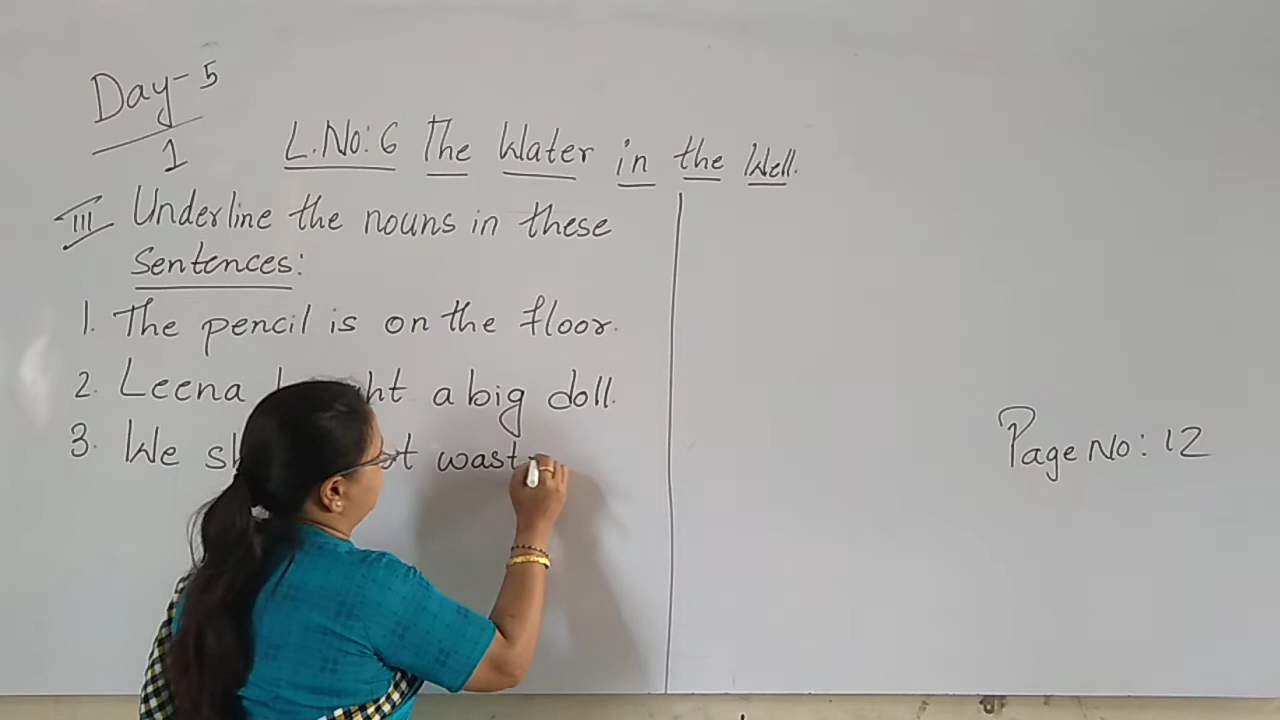 Day-5
1
L.No:6 The Water in the Well.
III Underline the nouns in these
Sentences:
1. The pencil is on the floor.
2. Leena a big doll.
3. We
Page No: 12